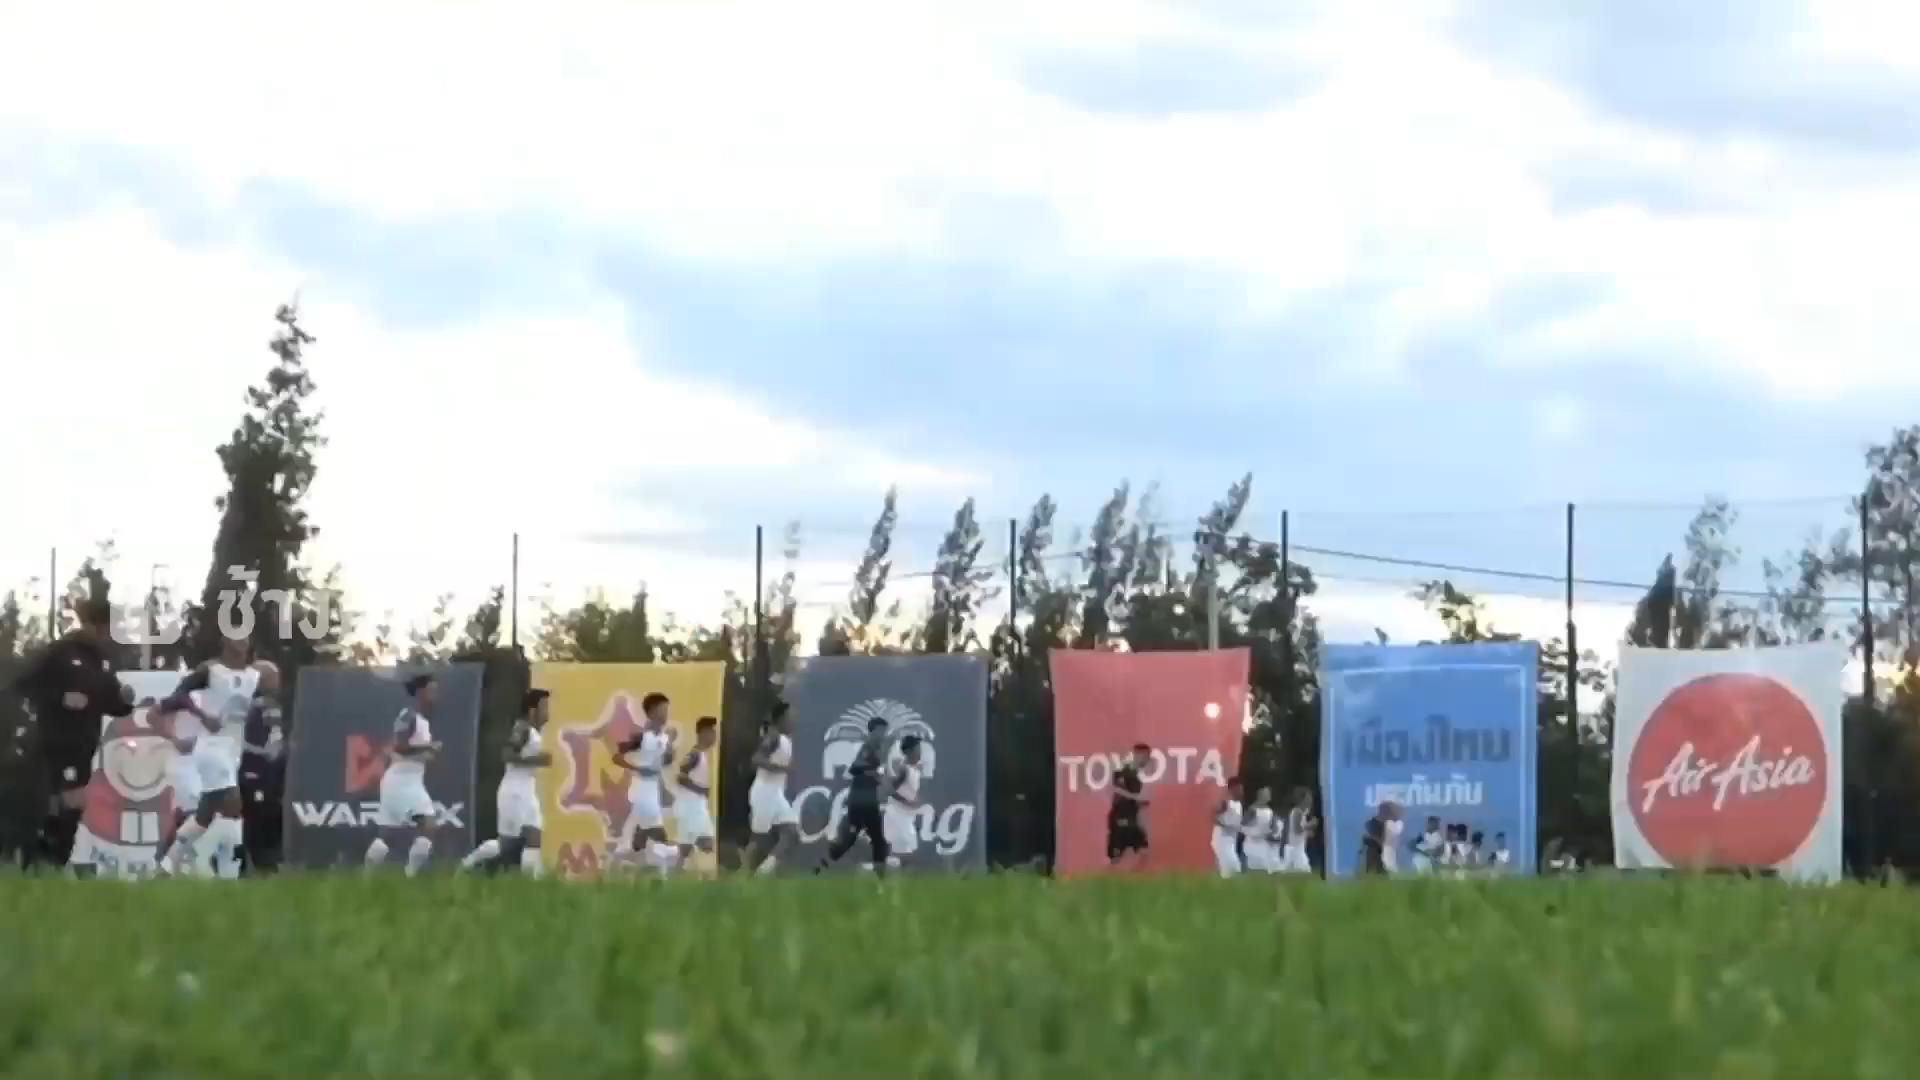 ช้าง
WARRIX
Chang
TOYOTA
เมืองไทย
ประกันภัย
AirAsia